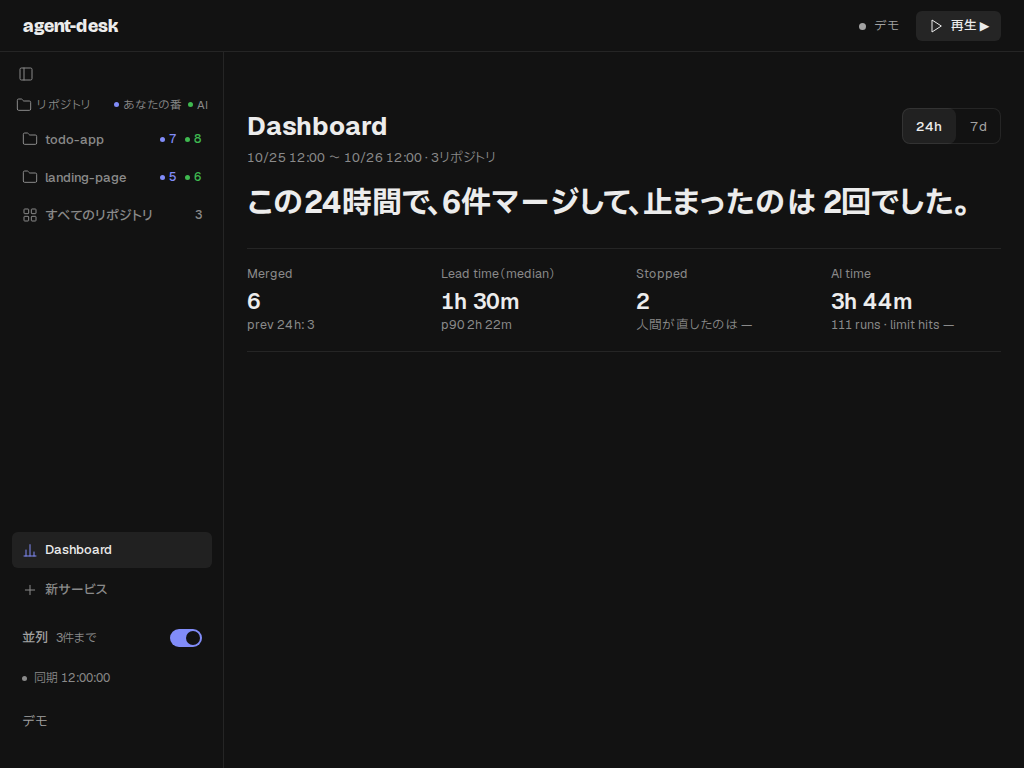 agent-desk
デモ
再生 ▶
リポジトリ
あなたの番
AI
todo-app
7
8
landing-page
5
6
すべてのリポジトリ
3
Dashboard
新サービス
並列 3件まで
同期 12:00:00
デモ
Dashboard
24h
7d
10/25 12:00 〜 10/26 12:00 · 3リポジトリ
この24時間で、6件マージして、止まったのは 2回でした。
Merged
6
prev 24h: 3
Lead time(median)
1h 30m
p90 2h 22m
Stopped
2
人間が直したのは —
AI time
3h 44m
111 runs · limit hits —